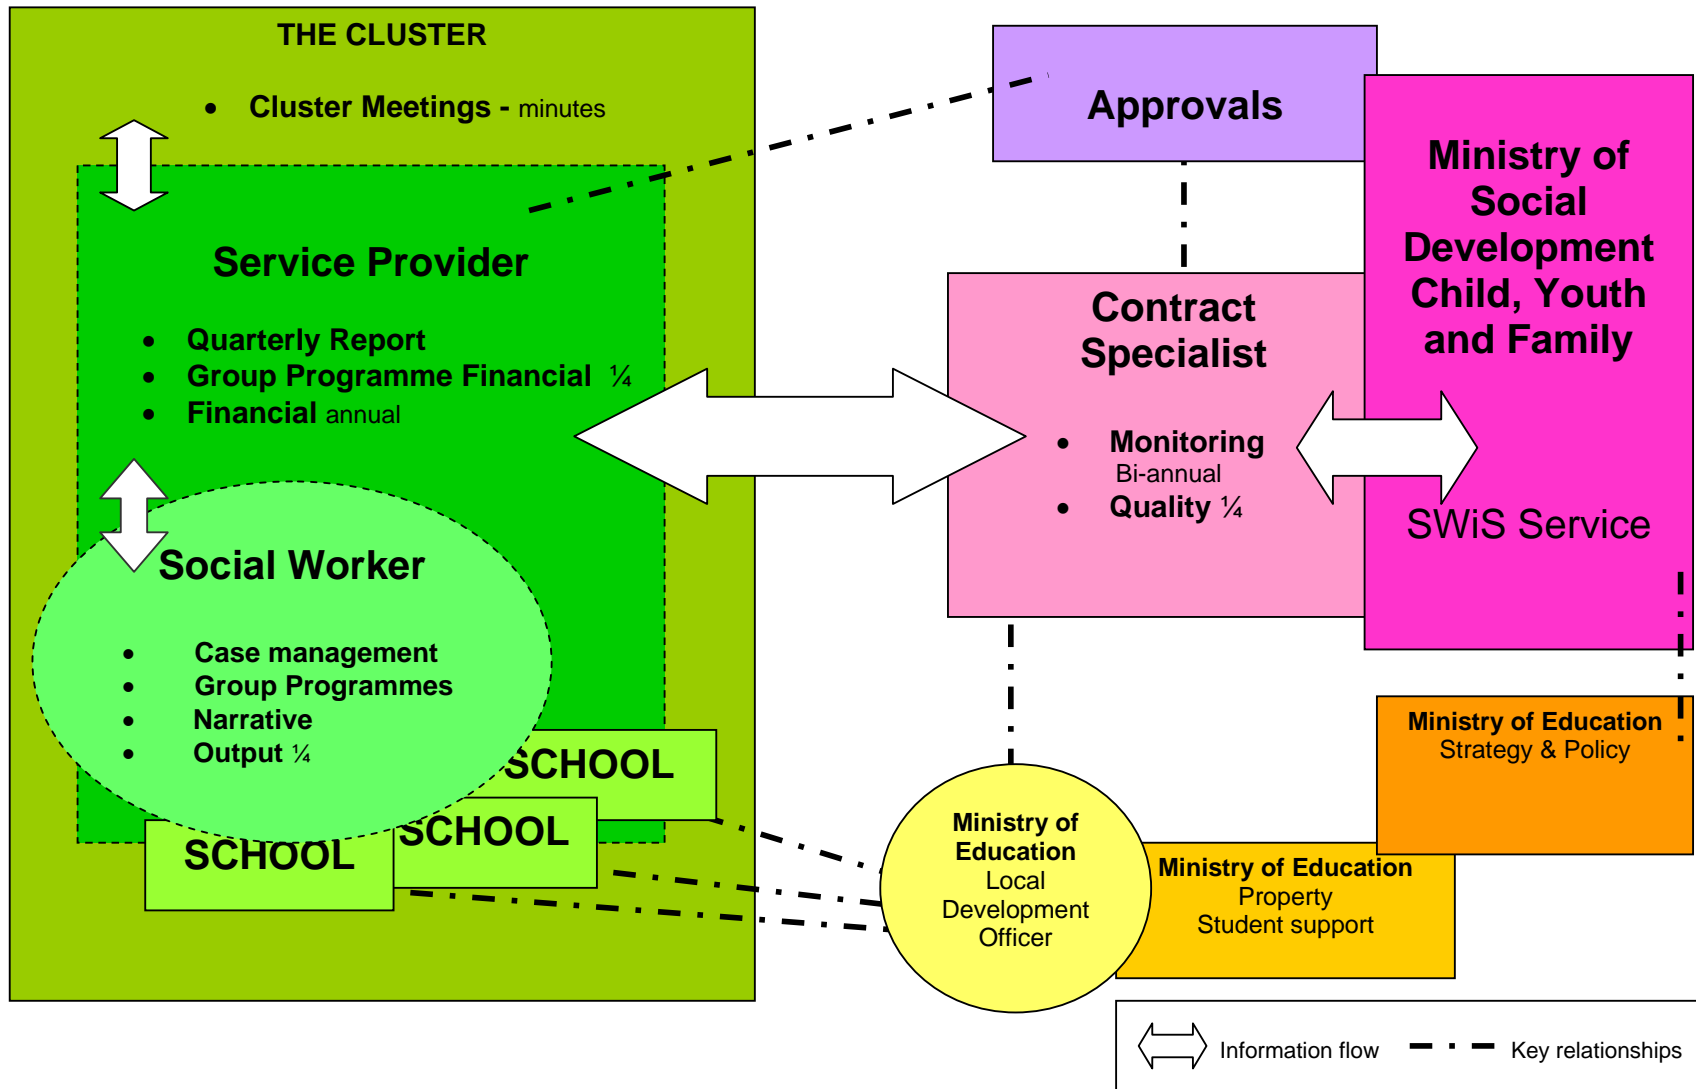 THE CLUSTER
• Cluster Meetings - minutes
Service Provider
• Quarterly Report
• Group Programme Financial ¼
• Financial annual
Social Worker
• Case management
• Group Programmes
• Narrative
• Output ¼
SCHOOL
SCHOOL
SCHOOL
Approvals
Contract
Specialist
• Monitoring
Bi-annual
• Quality ¼
Ministry of
Social
Development
Child, Youth
and Family
SWiS Service
Ministry of Education
Strategy & Policy
Ministry of
Education
Local
Development
Officer
Ministry of Education
Property
Student support
Information flow
Key relationships